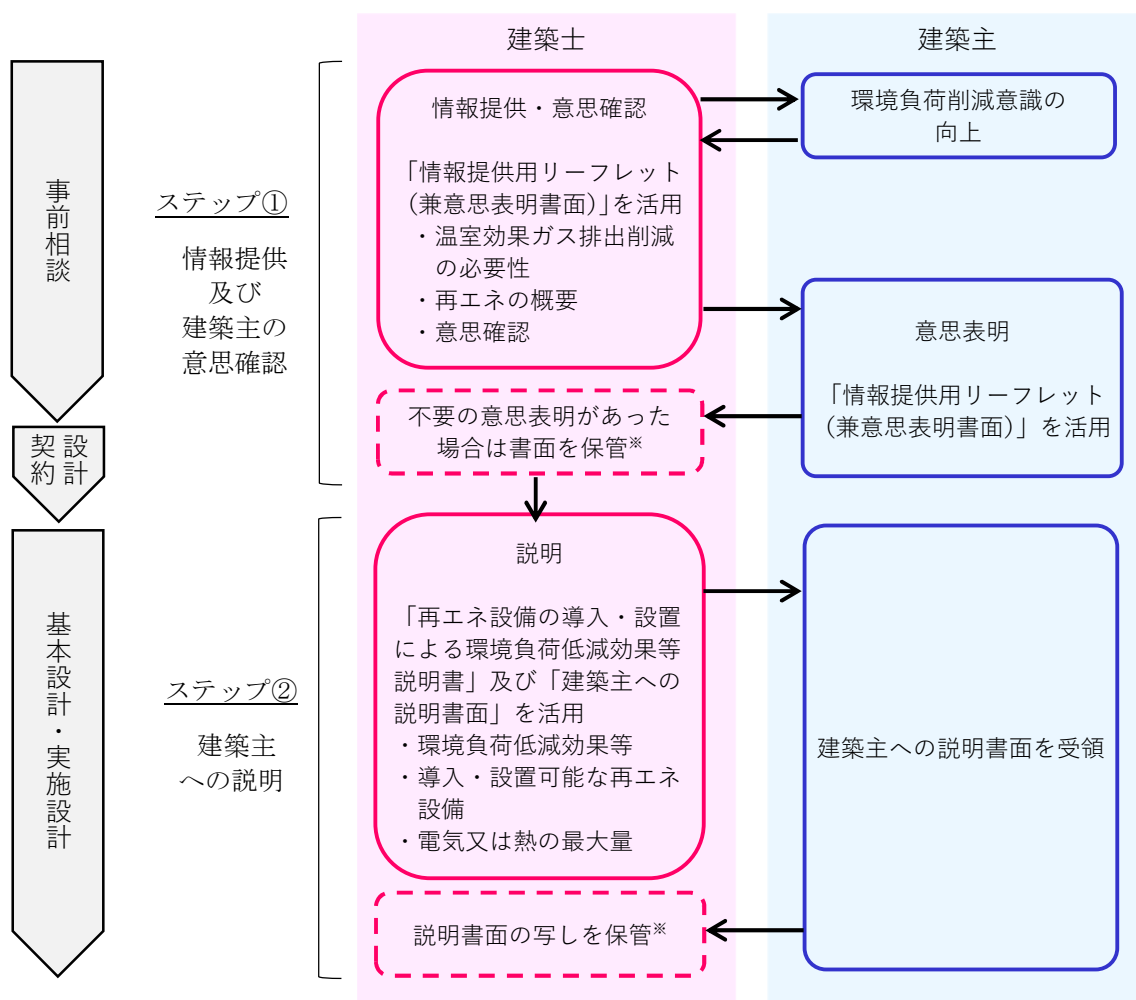 建築士
建築主
事前相談
設計
契約
基本設計・実施設計
ステップ①
情報提供
及び
建築主の
意思確認
情報提供・意思確認
「情報提供用リーフレット
(兼意思表明書面)」を活用
・温室効果ガス排出削減
の必要性
・再エネの概要
・意思確認
環境負荷削減意識の
向上
意思表明
「情報提供用リーフレット
(兼意思表明書面)」を活用
不要の意思表明があった
場合は書面を保管※
ステップ②
建築主
への説明
説明
「再エネ設備の導入・設置
による環境負荷低減効果等
説明書」及び「建築主への
説明書面」を活用
・環境負荷低減効果等
・導入・設置可能な再エネ
設備
・電気又は熱の最大量
建築主への説明書面を受領
説明書面の写しを保管※